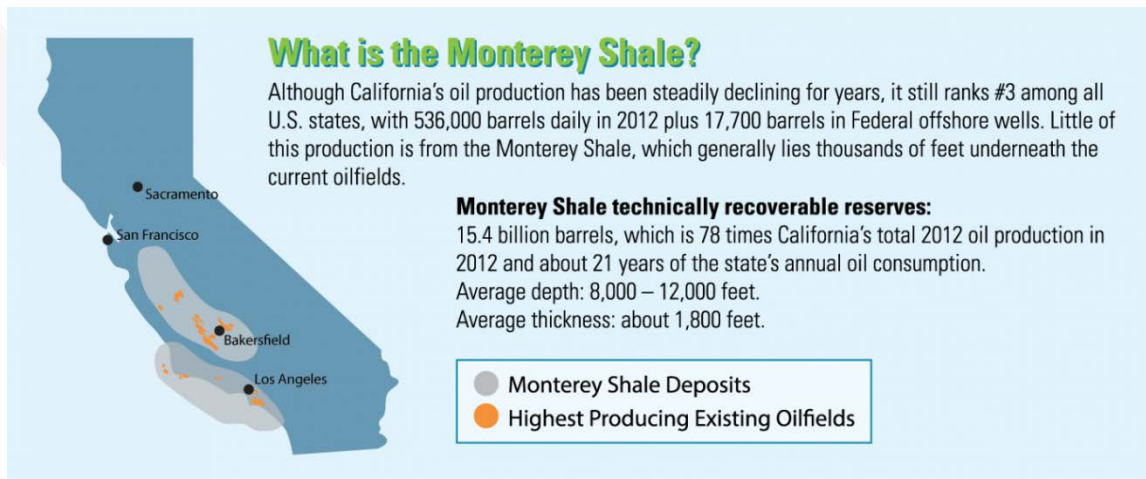 What is the Monterey Shale?
Although California's oil production has been steadily declining for years, it still ranks #3 among all
U.S. states, with 536,000 barrels daily in 2012 plus 17,700 barrels in Federal offshore wells. Little of
this production is from the Monterey Shale, which generally lies thousands of feet underneath the
current oilfields.
Sacramento
San Francisco
Bakersfield
Los Angeles
Monterey Shale technically recoverable reserves:
15.4 billion barrels, which is 78 times California's total 2012 oil production in
2012 and about 21 years of the state's annual oil consumption.
Average depth: 8,000 – 12,000 feet.
Average thickness: about 1,800 feet.
Monterey Shale Deposits
Highest Producing Existing Oilfields